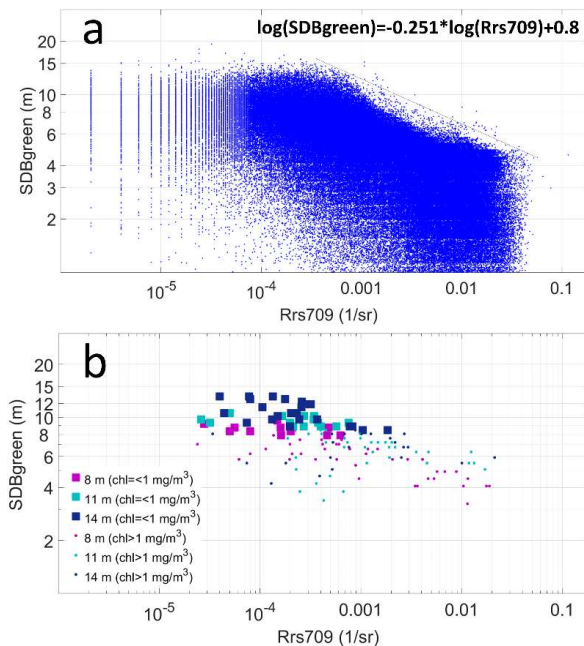 a
log(SDBgreen)=-0.251*log(Rrs709)+0.8
20
15
10
8
6
4
2
SDBgreen (m)
10^-5
10^-4
0.001
0.01
0.1
Rrs709 (1/sr)
b
20
15
12
10
8
6
4
2
SDBgreen (m)
8 m (chl=<1 mg/m^3)
11 m (chl=<1 mg/m^3)
14 m (chl=<1 mg/m^3)
8 m (chl>1 mg/m^3)
11 m (chl>1 mg/m^3)
14 m (chl>1 mg/m^3)
10^-5
10^-4
0.001
0.01
0.1
Rrs709 (1/sr)